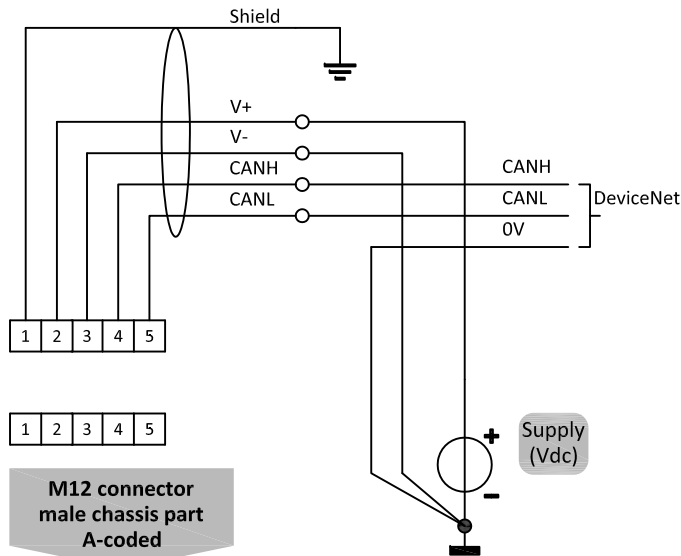 Shield
V+
V-
CANH
CANL
CANH
CANL
0V
DeviceNet
1 2 3 4 5
1 2 3 4 5
+
Supply
(Vdc)
-
M12 connector
male chassis part
A-coded